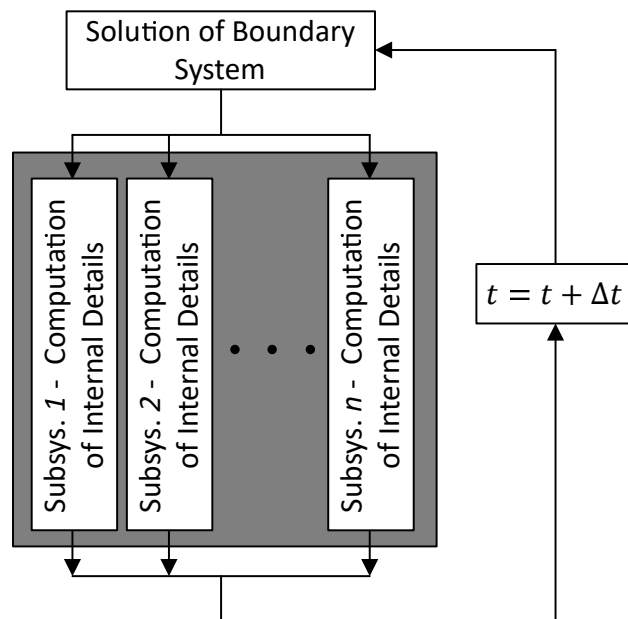 Solution of Boundary
System
Subsys. 1 - Computation
of Internal Details
Subsys. 2 - Computation
of Internal Details
• • •
Subsys. n - Computation
of Internal Details
t = t + Δt